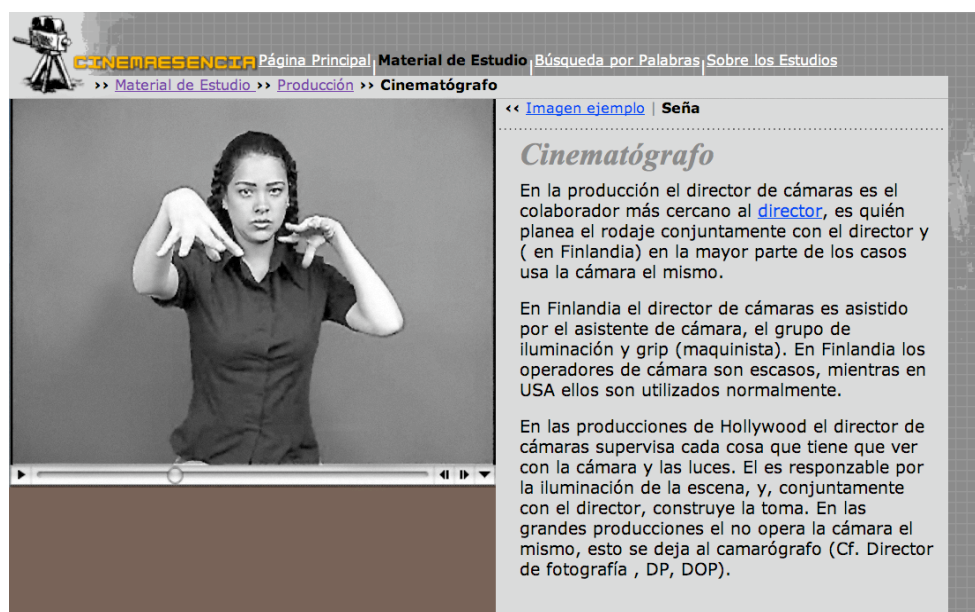 CINEMAESENCIA Página Principal Material de Estudio Búsqueda por Palabras Sobre los Estudios
›› Material de Estudio ›› Producción ›› Cinematógrafo
‹‹ Imagen ejemplo | Seña
Cinematógrafo
En la producción el director de cámaras es el
colaborador más cercano al director, es quién
planea el rodaje conjuntamente con el director y
( en Finlandia) en la mayor parte de los casos
usa la cámara el mismo.
En Finlandia el director de cámaras es asistido
por el asistente de cámara, el grupo de
iluminación y grip (maquinista). En Finlandia los
operadores de cámara son escasos, mientras en
USA ellos son utilizados normalmente.
En las producciones de Hollywood el director de
cámaras supervisa cada cosa que tiene que ver
con la cámara y las luces. El es responzable por
la iluminación de la escena, y, conjuntamente
con el director, construye la toma. En las
grandes producciones el no opera la cámara el
mismo, esto se deja al camarógrafo (Cf. Director
de fotografía , DP, DOP).